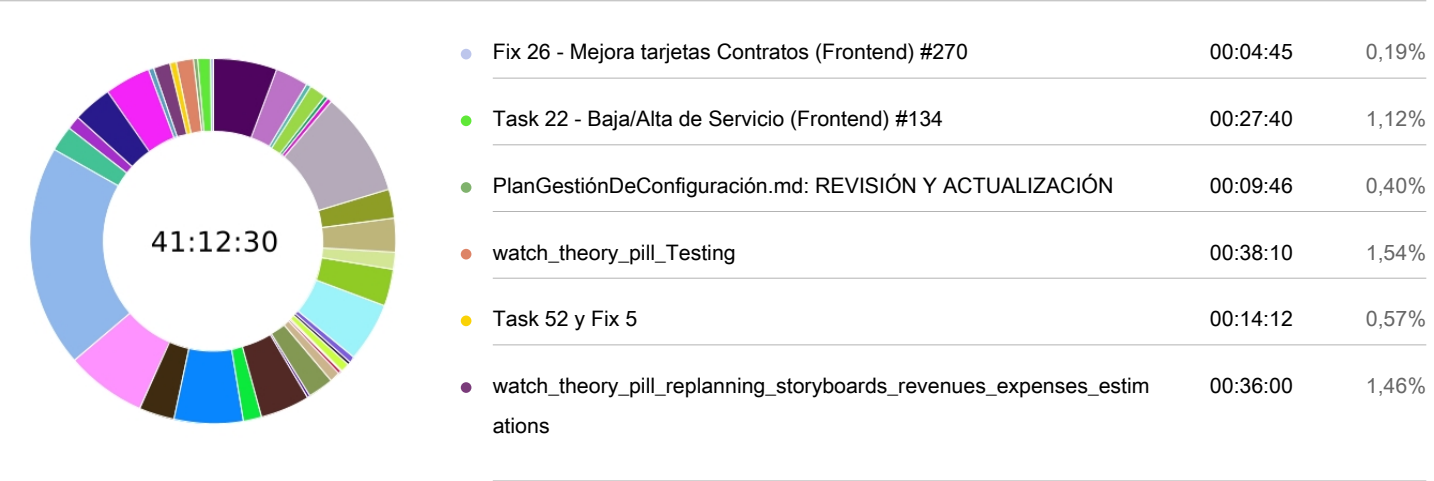 41:12:30
Fix 26 - Mejora tarjetas Contratos (Frontend) #270 00:04:45 0,19%
Task 22 - Baja/Alta de Servicio (Frontend) #134 00:27:40 1,12%
PlanGestiónDeConfiguración.md: REVISIÓN Y ACTUALIZACIÓN 00:09:46 0,40%
watch_theory_pill_Testing 00:38:10 1,54%
Task 52 y Fix 5 00:14:12 0,57%
watch_theory_pill_replanning_storyboards_revenues_expenses_estim 00:36:00 1,46%
ations